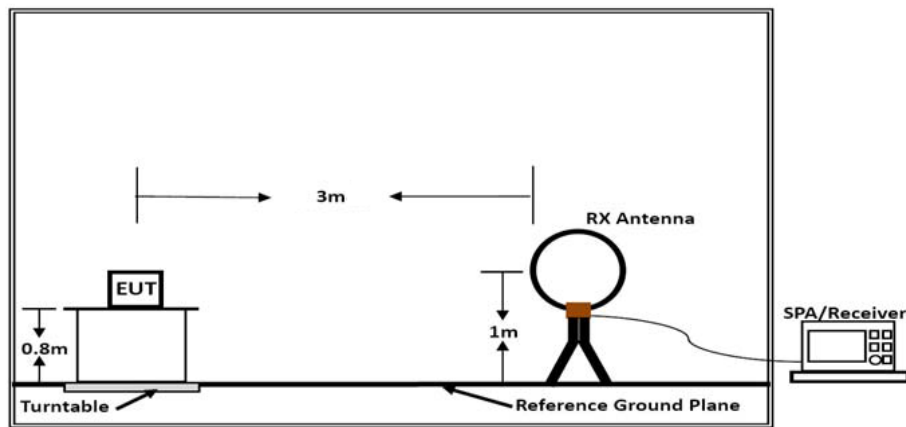 3m
RX Antenna
EUT
SPA/Receiver
0.8m
1m
Turntable
Reference Ground Plane